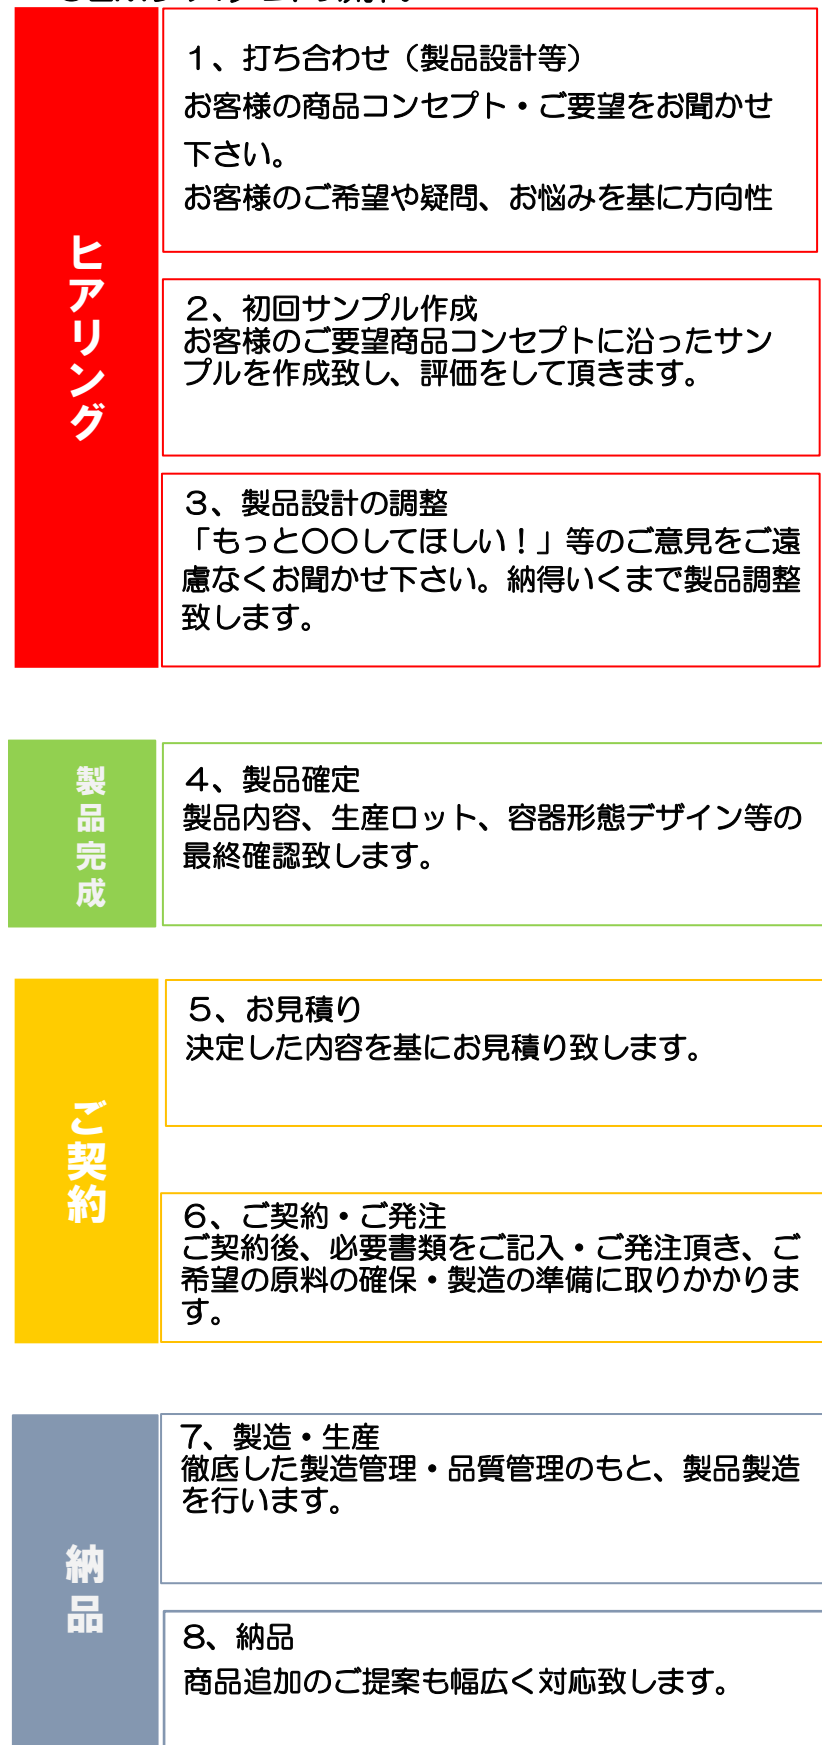 ヒアリング
１、打ち合わせ（製品設計等）
お客様の商品コンセプト・ご要望をお聞かせ
下さい。
お客様のご希望や疑問、お悩みを基に方向性
２、初回サンプル作成
お客様のご要望商品コンセプトに沿ったサン
プルを作成致し、評価をして頂きます。
３、製品設計の調整
「もっと〇〇してほしい！」等のご意見をご遠
慮なくお聞かせ下さい。納得いくまで製品調整
致します。
製品完成
４、製品確定
製品内容、生産ロット、容器形態デザイン等の
最終確認致します。
ご契約
５、お見積り
決定した内容を基にお見積り致します。
６、ご契約・ご発注
ご契約後、必要書類をご記入・ご発注頂き、ご
希望の原料の確保・製造の準備に取りかかりま
す。
納品
７、製造・生産
徹底した製造管理・品質管理のもと、製品製造
を行います。
８、納品
商品追加のご提案も幅広く対応致します。